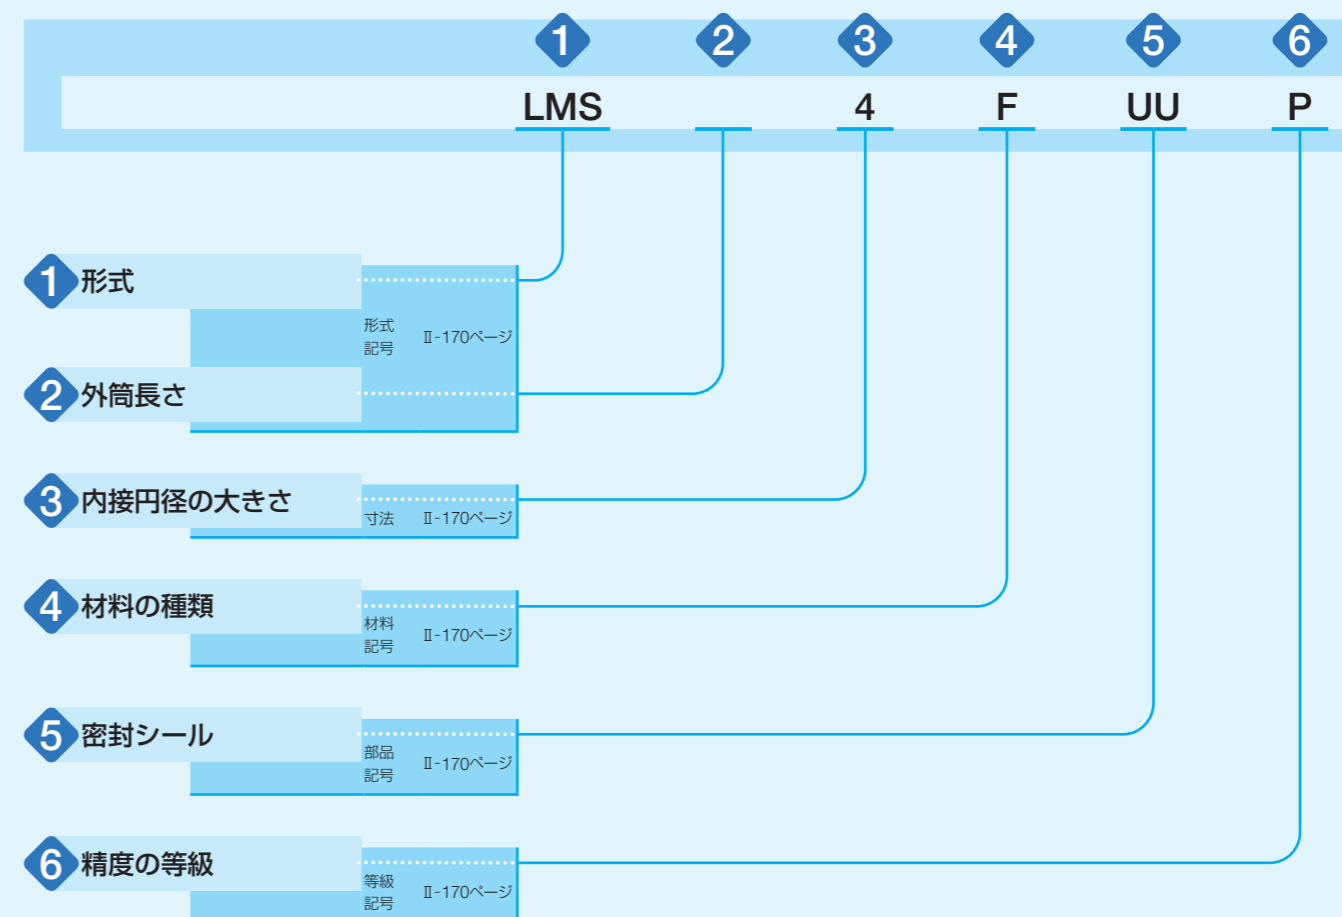 1 2 3 4 5 6
LMS 4 F UU P
1 形式
形式
記号 Ⅱ-170ページ
2 外筒長さ
3 内接円径の大きさ
寸法 Ⅱ-170ページ
4 材料の種類
材料
記号 Ⅱ-170ページ
5 密封シール
部品
記号 Ⅱ-170ページ
6 精度の等級
等級
記号 Ⅱ-170ページ